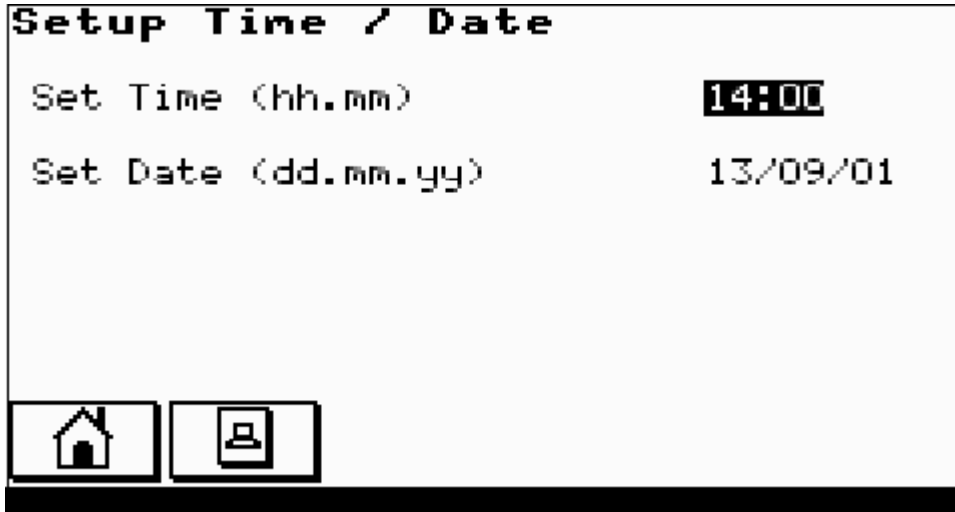 Setup Time / Date
Set Time (hh.mm) 14:00
Set Date (dd.mm.yy) 13/09/01